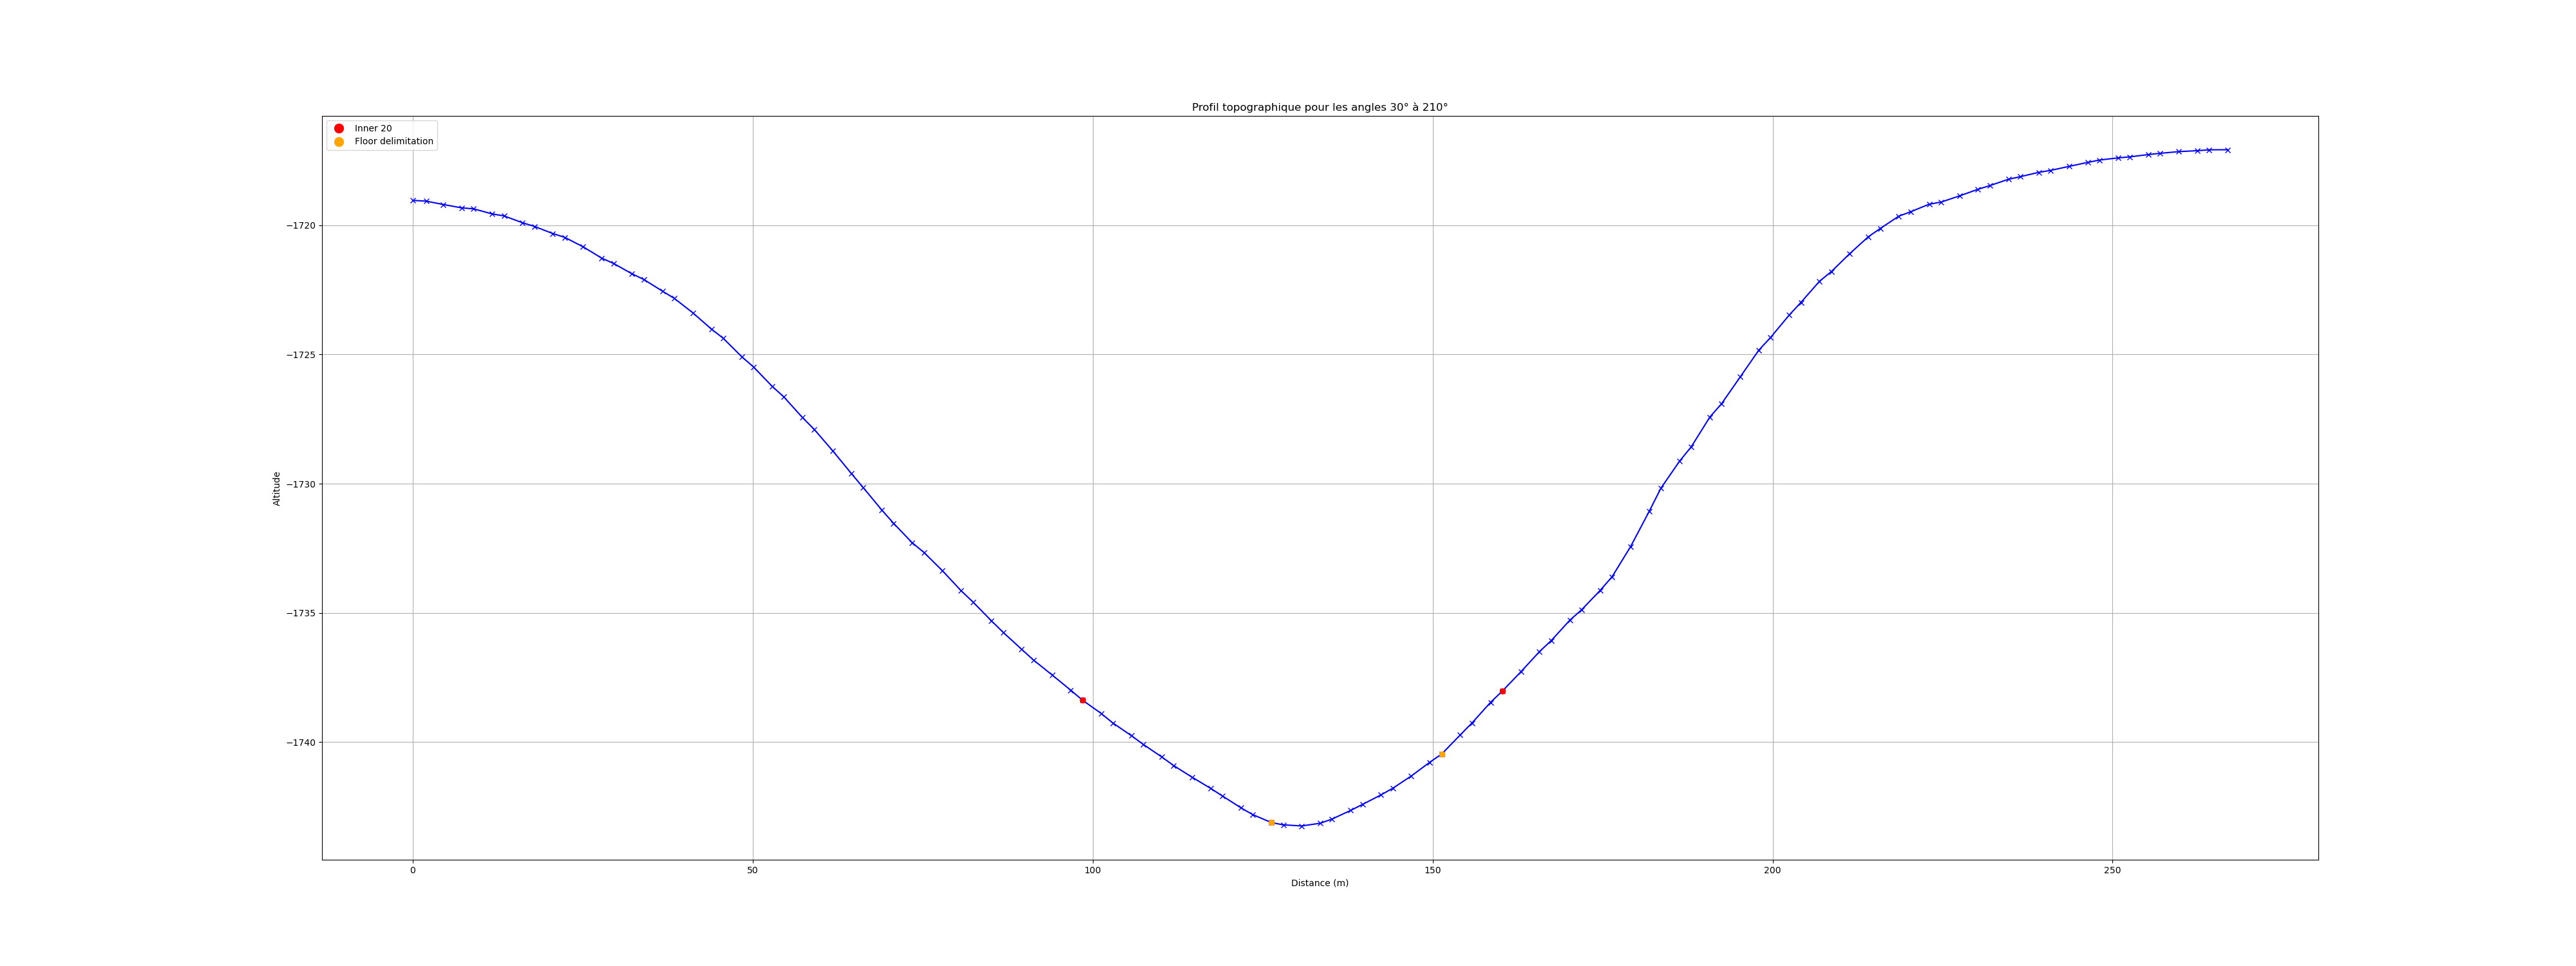 Profil topographique pour les angles 30° à 210°
Inner 20
Floor delimitation
−1720
−1725
−1730
−1735
−1740
Altitude
0 50 100 150 200 250
Distance (m)